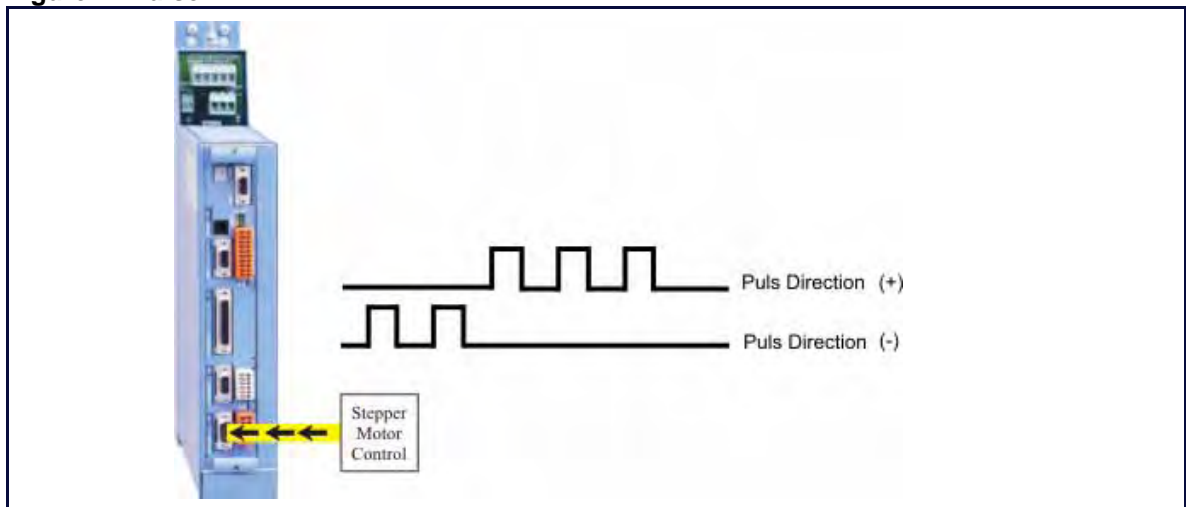 Puls Direction (+)
Puls Direction (-)
Stepper
Motor
Control